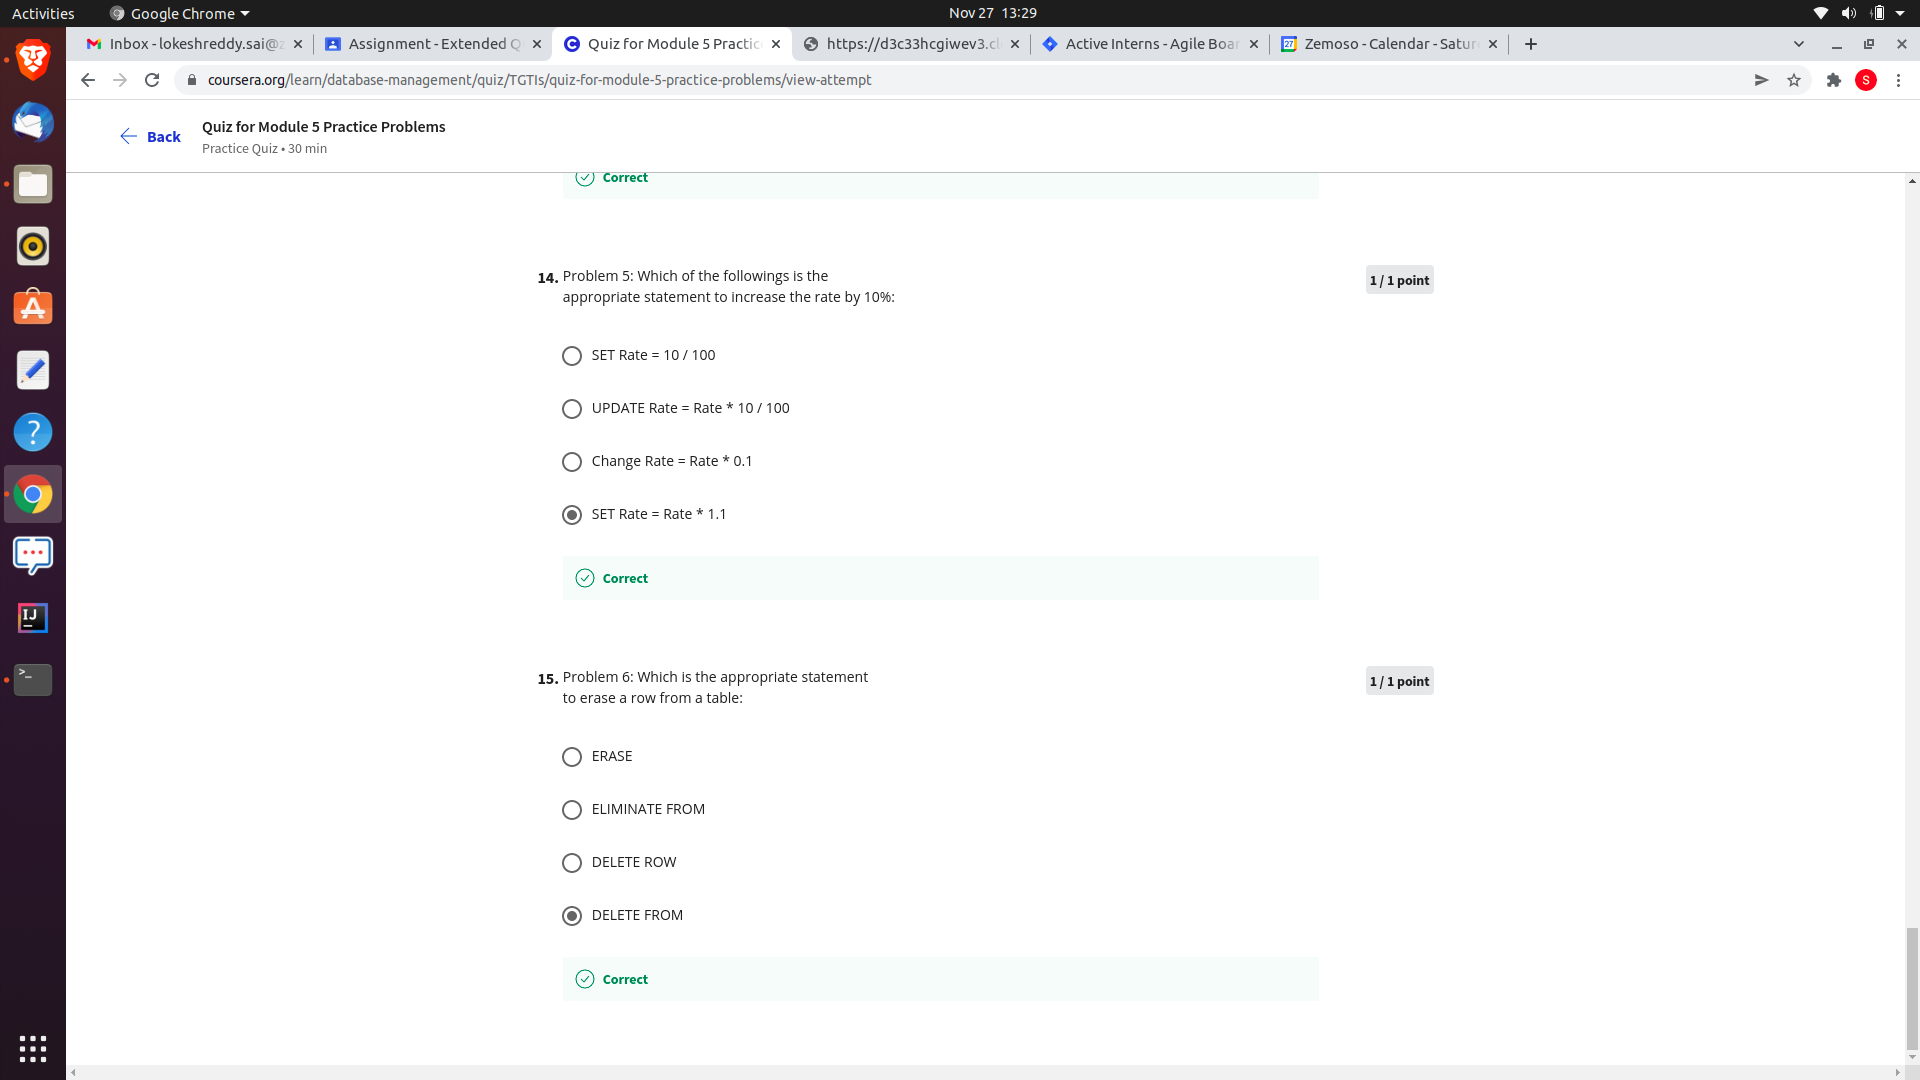 Activities
Google Chrome
Nov 27 13:29
Inbox - lokeshreddy.sai@z
Assignment - Extended Q
Quiz for Module 5 Practic
https://d3c33hcgiwev3.cl
Active Interns - Agile Boar
27
Zemoso - Calendar - Satur
coursera.org/learn/database-management/quiz/TGTIs/quiz-for-module-5-practice-problems/view-attempt
S
Back
Quiz for Module 5 Practice Problems
Practice Quiz • 30 min
Correct
14. Problem 5: Which of the followings is the
appropriate statement to increase the rate by 10%:
1 / 1 point
SET Rate = 10 / 100
UPDATE Rate = Rate * 10 / 100
Change Rate = Rate * 0.1
SET Rate = Rate * 1.1
Correct
15. Problem 6: Which is the appropriate statement
to erase a row from a table:
1 / 1 point
ERASE
ELIMINATE FROM
DELETE ROW
DELETE FROM
Correct
?
IJ
>_